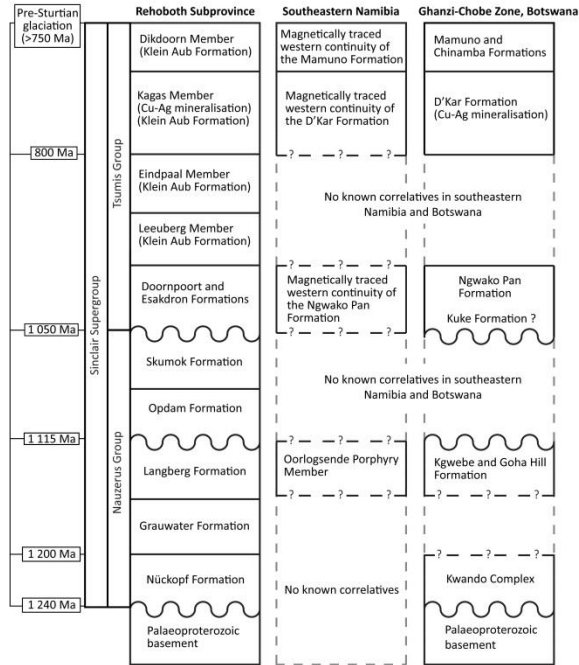 Pre-Sturtian
glaciation
(>750 Ma)
800 Ma
1 050 Ma
1 115 Ma
1 200 Ma
1 240 Ma
Sinclair Supergroup
Tsumis Group
Nauzerus Group
Rehoboth Subprovince
Dikdoorn Member
(Klein Aub Formation)
Kagas Member
(Cu-Ag mineralisation)
(Klein Aub Formation)
Eindpaal Member
(Klein Aub Formation)
Leeuberg Member
(Klein Aub Formation)
Doornpoort and
Esakdron Formations
Skumok Formation
Opdam Formation
Langberg Formation
Grauwater Formation
Nückopf Formation
Palaeoproterozoic
basement
Southeastern Namibia
Magnetically traced
western continuity of
the Mamuno Formation
Magnetically traced
western continuity of
the D'Kar Formation
? ? ?
No known correlatives in southeastern
Namibia and Botswana
? ? ?
Magnetically traced
western continuity of
the Ngwako Pan
Formation
? ? ?
No known correlatives in southeastern
Namibia and Botswana
? ? ?
Oorlogsende Porphyry
Member
? ? ?
No known correlatives
Ghanzi-Chobe Zone, Botswana
Mamuno and
Chinamba Formations
D'Kar Formation
(Cu-Ag mineralisation)
? ? ?
Ngwako Pan
Formation
Kuke Formation ?
Kgwebe and Goha Hill
Formation
? ? ?
? ? ?
Kwando Complex
Palaeoproterozoic
basement